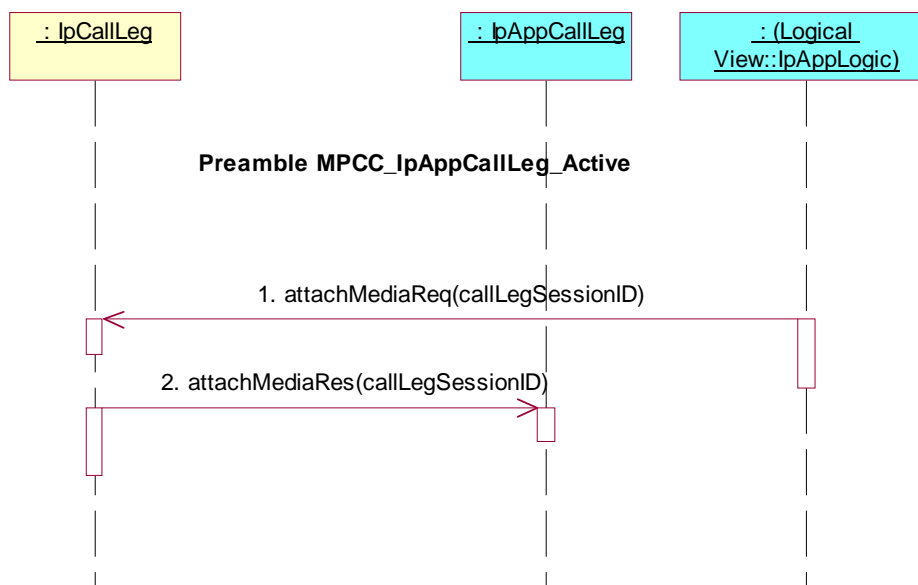 : IpCallLeg
: IpAppCallLeg
: (Logical
View::IpAppLogic)
Preamble MPCC_IpAppCallLeg_Active
1. attachMediaReq(callLegSessionID)
2. attachMediaRes(callLegSessionID)